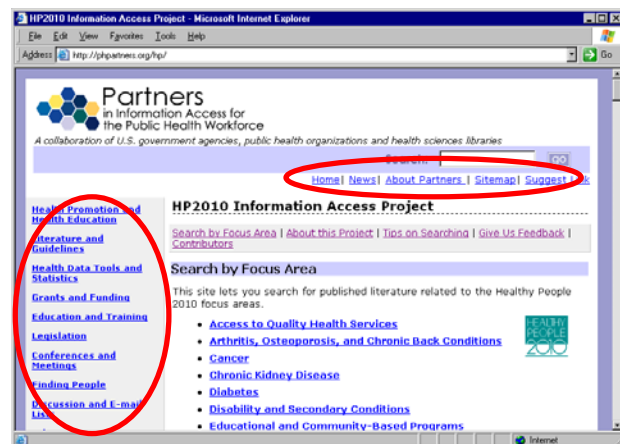 HP2010 Information Access Project - Microsoft Internet Explorer
File Edit View Favorites Tools Help
Address http://phpartners.org/hp/ Go
Partners
in Information Access for
the Public Health Workforce
A collaboration of U.S. government agencies, public health organizations and health sciences libraries
Search: GO
Home| News| About Partners | Sitemap| Suggest Link
Health Promotion and
Health Education
Literature and
Guidelines
Health Data Tools and
Statistics
Grants and Funding
Education and Training
Legislation
Conferences and
Meetings
Finding People
Discussion and E-mail
Lists
HP2010 Information Access Project
Search by Focus Area | About this Project | Tips on Searching | Give Us Feedback |
Contributors
Search by Focus Area
This site lets you search for published literature related to the Healthy People
2010 focus areas.
HEALTHY
PEOPLE
2010
• Access to Quality Health Services
• Arthritis, Osteoporosis, and Chronic Back Conditions
• Cancer
• Chronic Kidney Disease
• Diabetes
• Disability and Secondary Conditions
• Educational and Community-Based Programs
Internet